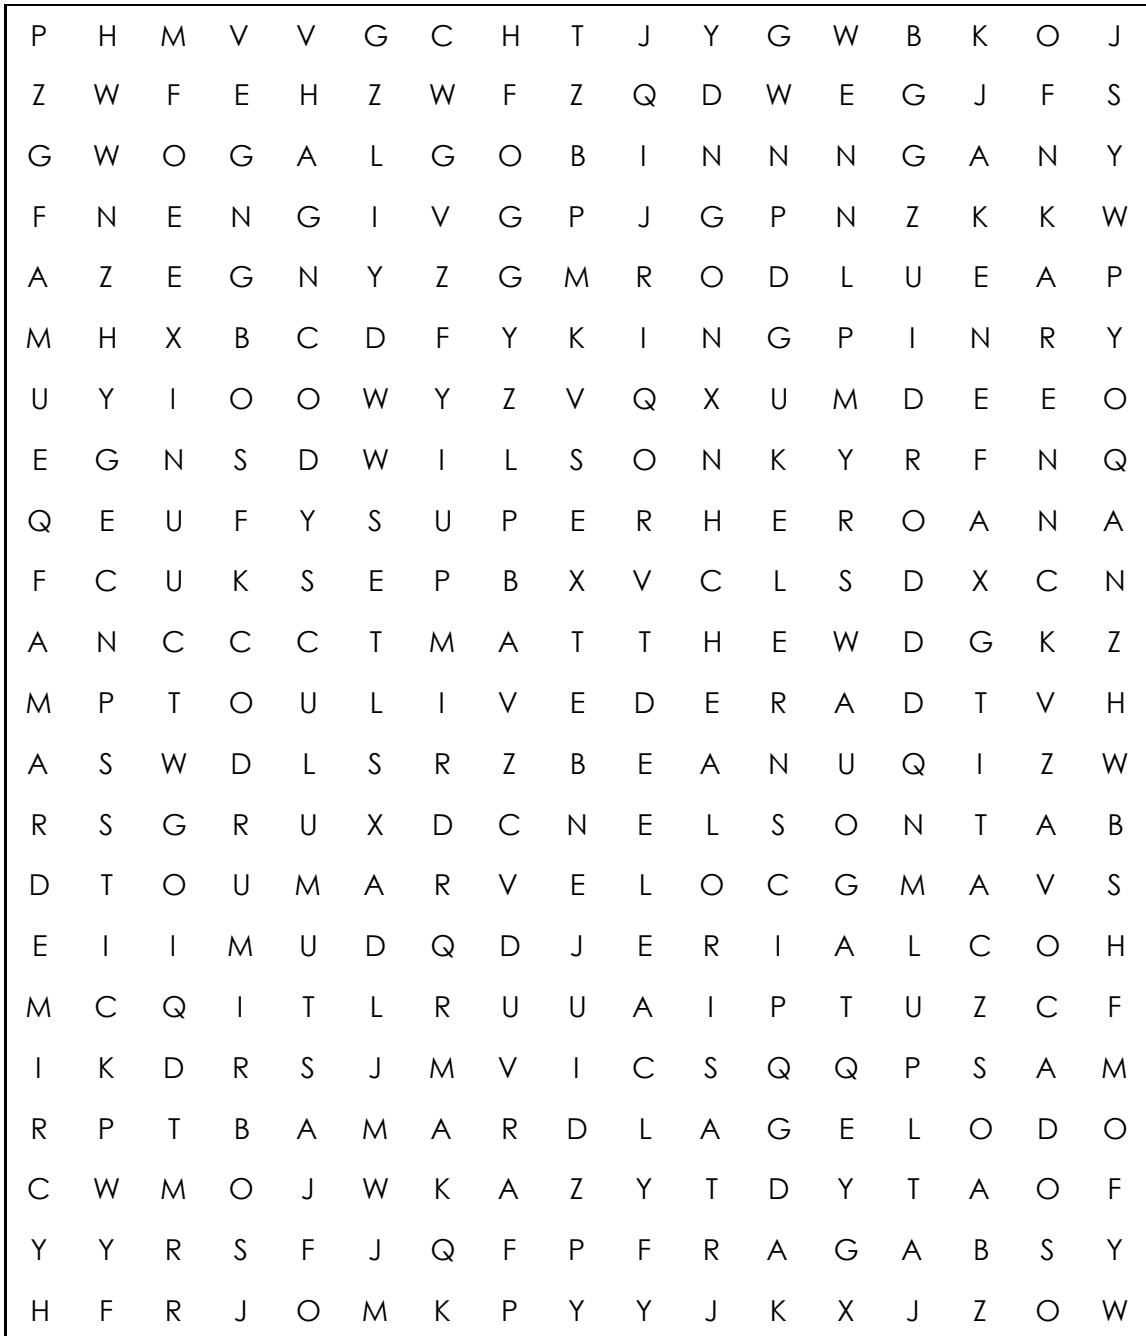 P H M V V G C H T J Y G W B K O J
Z W F E H Z W F Z Q D W E G J F S
G W O G A L G O B I N N N G A N Y
F N E N G I V G P J G P N Z K K W
A Z E G N Y Z G M R O D L U E A P
M H X B C D F Y K I N G P I N R Y
U Y I O O W Y Z V Q X U M D E E O
E G N S D W I L S O N K Y R F N Q
Q E U F Y S U P E R H E R O A N A
F C U K S E P B X V C L S D X C N
A N C C C T M A T T H E W D G K Z
M P T O U L I V E D E R A D T V H
A S W D L S R Z B E A N U Q I Z W
R S G R U X D C N E L S O N T A B
D T O U M A R V E L O C G M A V S
E I I M U D Q D J E R I A L C O H
M C Q I T L R U U A I P T U Z C F
I K D R S J M V I C S Q Q P S A M
R P T B A M A R D L A G E L O D O
C W M O J W K A Z Y T D Y T A O F
Y Y R S F J Q F P F R A G A B S Y
H F R J O M K P Y Y J K X J Z O W